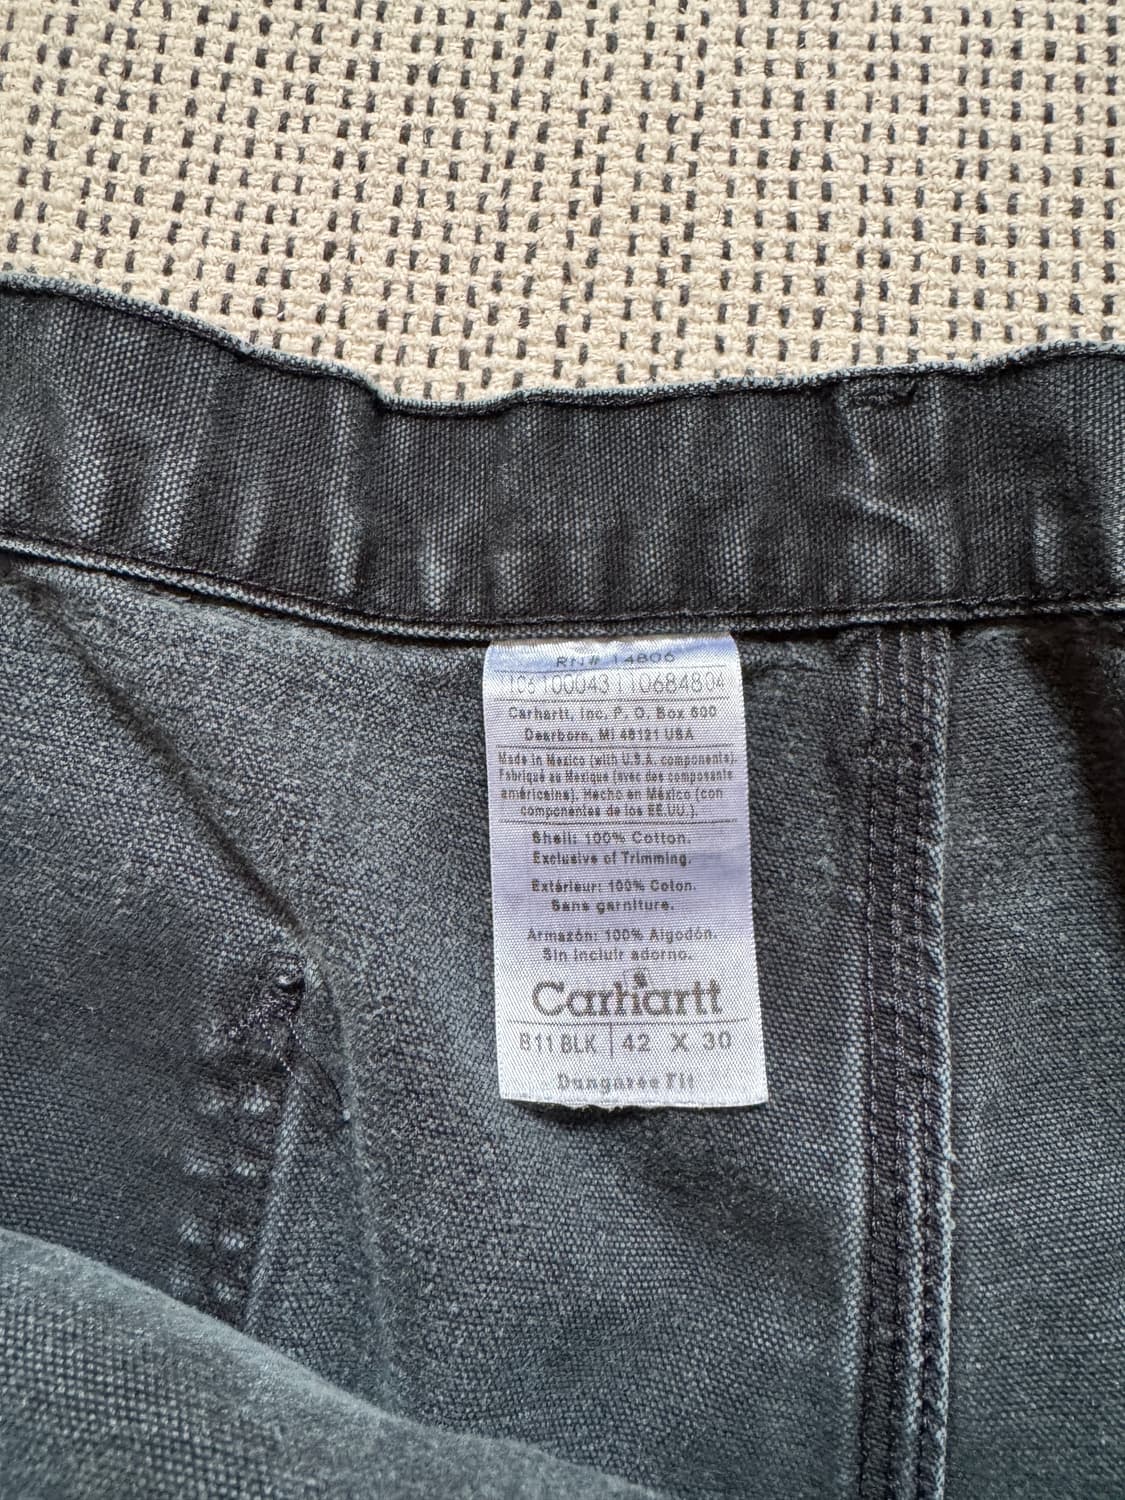 RN# 14806
1061000043110684804
Carhartt, Inc. P. O. Box 600
Dearborn, MI 48121 USA
Made in Mexico (with U.S.A. components).
Fabriqué au Mexique (avec des composants
américains). Hecho en México (con
componentes de los EE.UU.).
Shell: 100% Cotton.
Exclusive of Trimming.
Extérieur: 100% Coton.
Sans garniture.
Armazón: 100% Algodón.
Sin incluir adorno.
Carhartt
B11 BLK | 42 X 30
Dungaree Fit